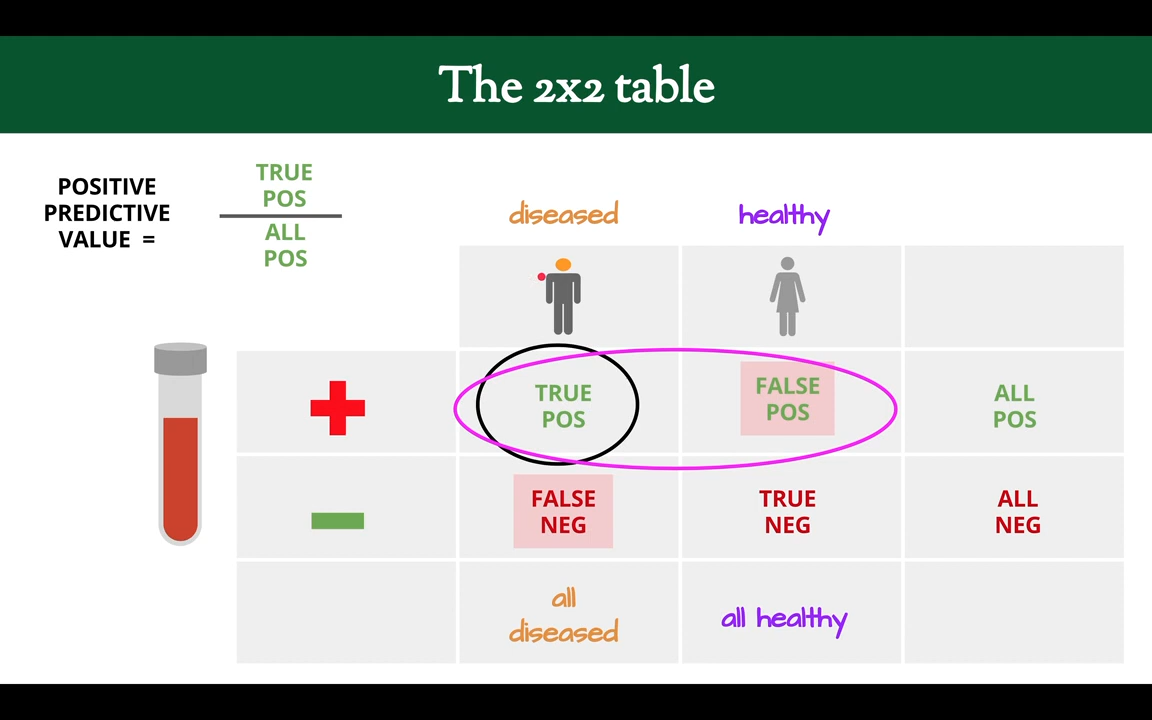 The 2x2 table
POSITIVE
PREDICTIVE
VALUE =
TRUE
POS
ALL
POS
diseased
healthy
TRUE
POS
FALSE
POS
ALL
POS
FALSE
NEG
TRUE
NEG
ALL
NEG
all
diseased
all healthy